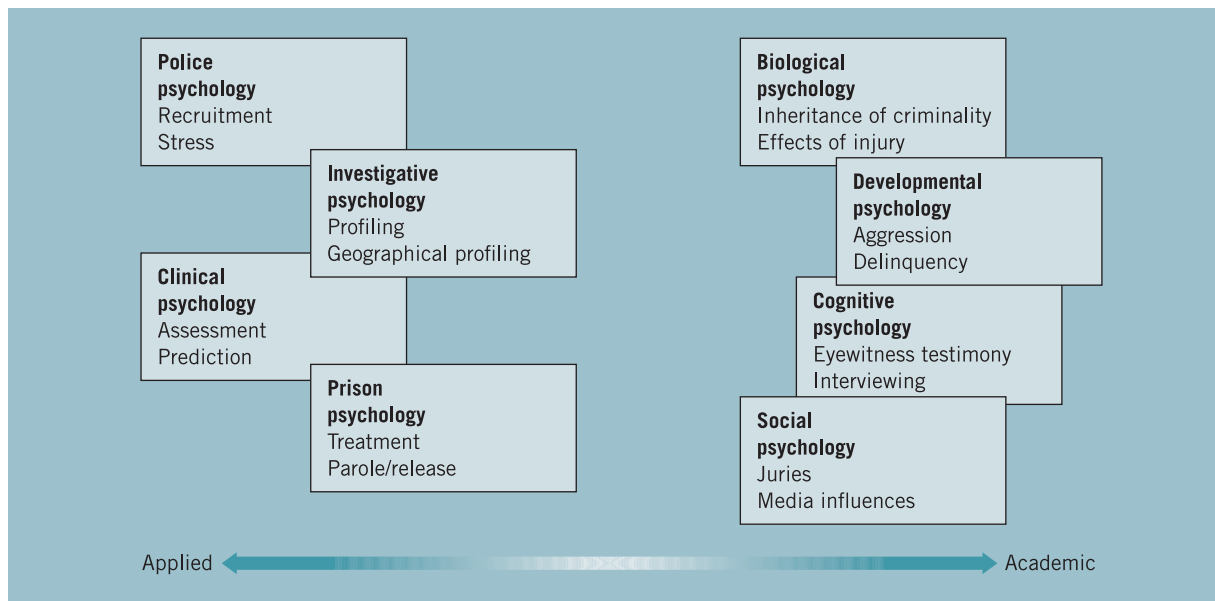 Police
psychology
Recruitment
Stress
Investigative
psychology
Profiling
Geographical profiling
Clinical
psychology
Assessment
Prediction
Prison
psychology
Treatment
Parole/release
Biological
psychology
Inheritance of criminality
Effects of injury
Developmental
psychology
Aggression
Delinquency
Cognitive
psychology
Eyewitness testimony
Interviewing
Social
psychology
Juries
Media influences
Applied
Academic